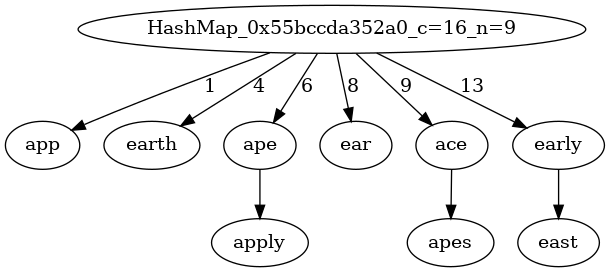 HashMap_0x55bccda352a0_c=16_n=9
1 4 6 8 9 13
app earth ape ear ace early
apply apes east